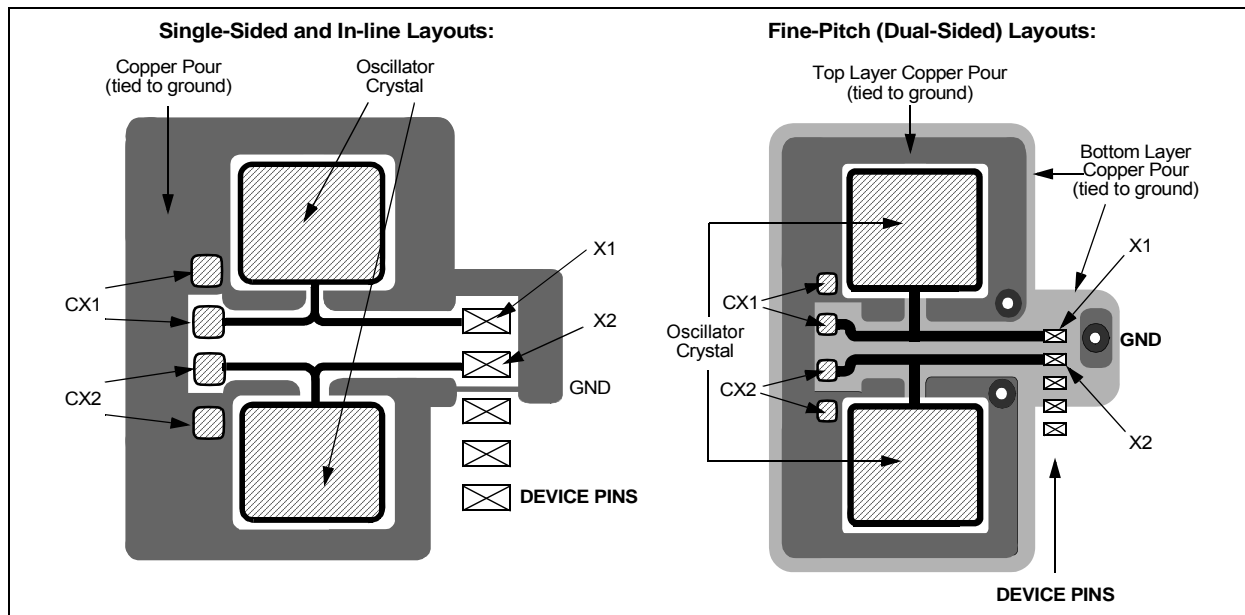 Single-Sided and In-line Layouts:
Copper Pour
(tied to ground)
Oscillator
Crystal
X1
CX1
X2
CX2
GND
DEVICE PINS
Fine-Pitch (Dual-Sided) Layouts:
Top Layer Copper Pour
(tied to ground)
Bottom Layer
Copper Pour
(tied to ground)
X1
CX1
Oscillator
Crystal
GND
CX2
X2
DEVICE PINS